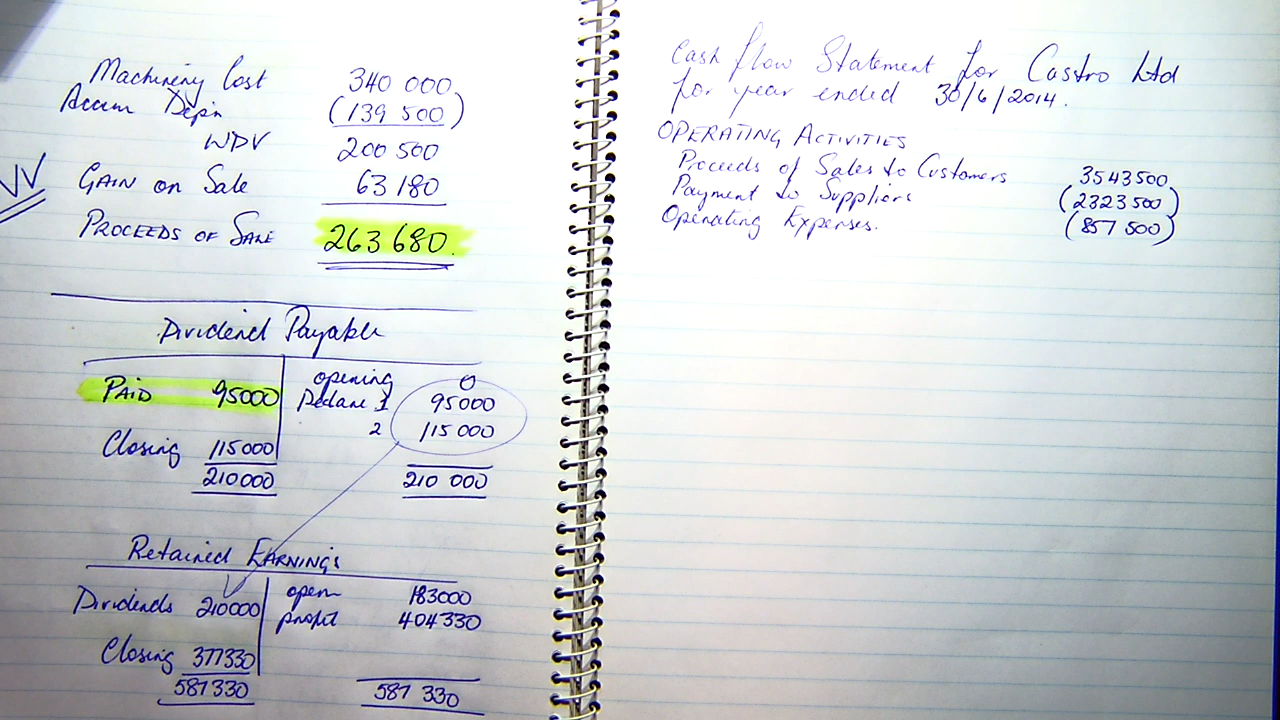 Machinery Cost 340 000
Accum Depn (139 500)
WDV 200 500
GAIN on Sale 63 180
PROCEEDS OF SALE 263 680.
Dividend Payable
PAID 95000 opening 0
Declare 1 95000
2 115 000
Closing 115000
210000 210 000
Retained EARNINGS
Dividends 210000 open 183000
profit 404330
Closing 377330
587330 587 330
Cash flow Statement for Castro Ltd
for year ended 30/6/2014.
OPERATING ACTIVITIES
Proceeds of Sales to Customers 3543500
Payment to Suppliers (2323 500)
Operating Expenses. (857 500)